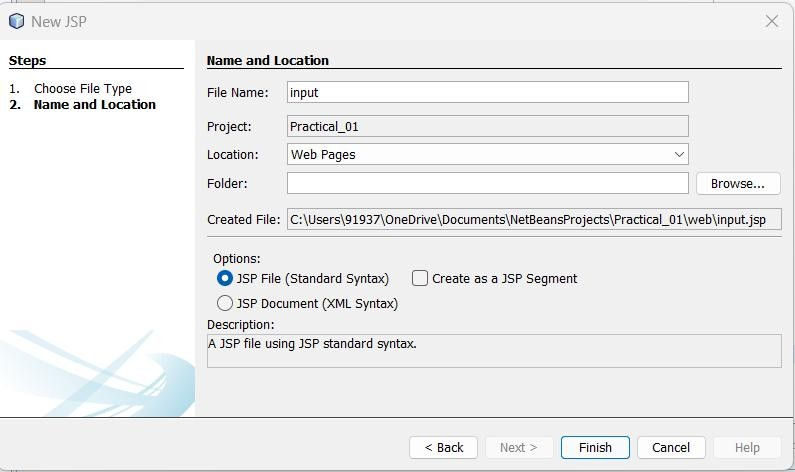 New JSP
Steps
1. Choose File Type
2. Name and Location
Name and Location
File Name: input
Project: Practical_01
Location: Web Pages
Folder: Browse...
Created File: C:\Users\91937\OneDrive\Documents\NetBeansProjects\Practical_01\web\input.jsp
Options:
JSP File (Standard Syntax) Create as a JSP Segment
JSP Document (XML Syntax)
Description:
A JSP file using JSP standard syntax.
< Back Next > Finish Cancel Help